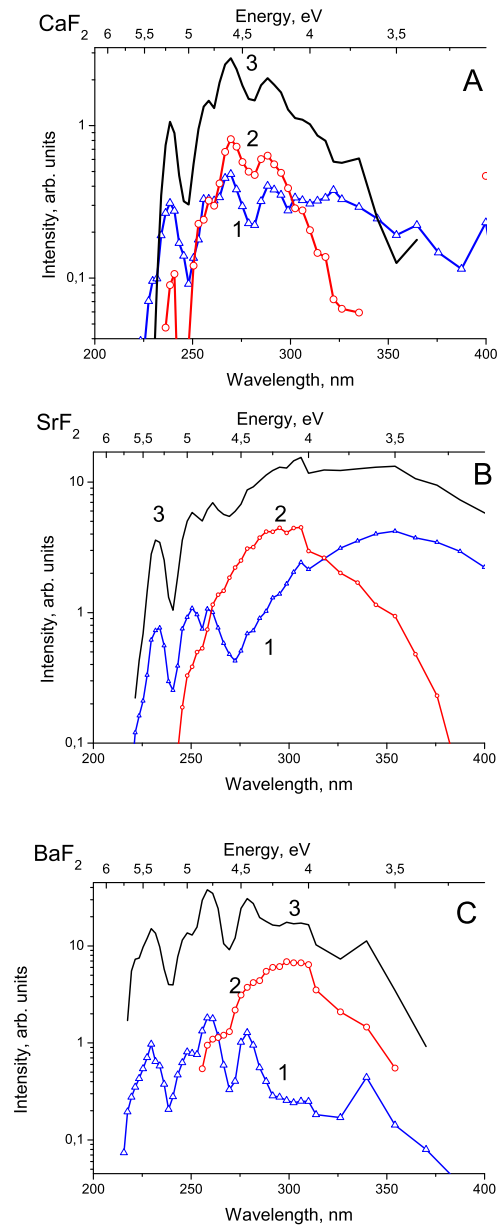 CaF2
Energy, eV
6 5,5 5 4,5 4 3,5
A
3
2
1
1
0,1
Intensity, arb. units
200 250 300 350 400
Wavelength, nm
SrF2
Energy, eV
6 5,5 5 4,5 4 3,5
B
10
3
2
1
1
0,1
Intensity, arb. units
200 250 300 350 400
Wavelength, nm
BaF2
Energy, eV
6 5,5 5 4,5 4 3,5
C
3
10
2
1
1
0,1
Intensity, arb. units
200 250 300 350 400
Wavelength, nm